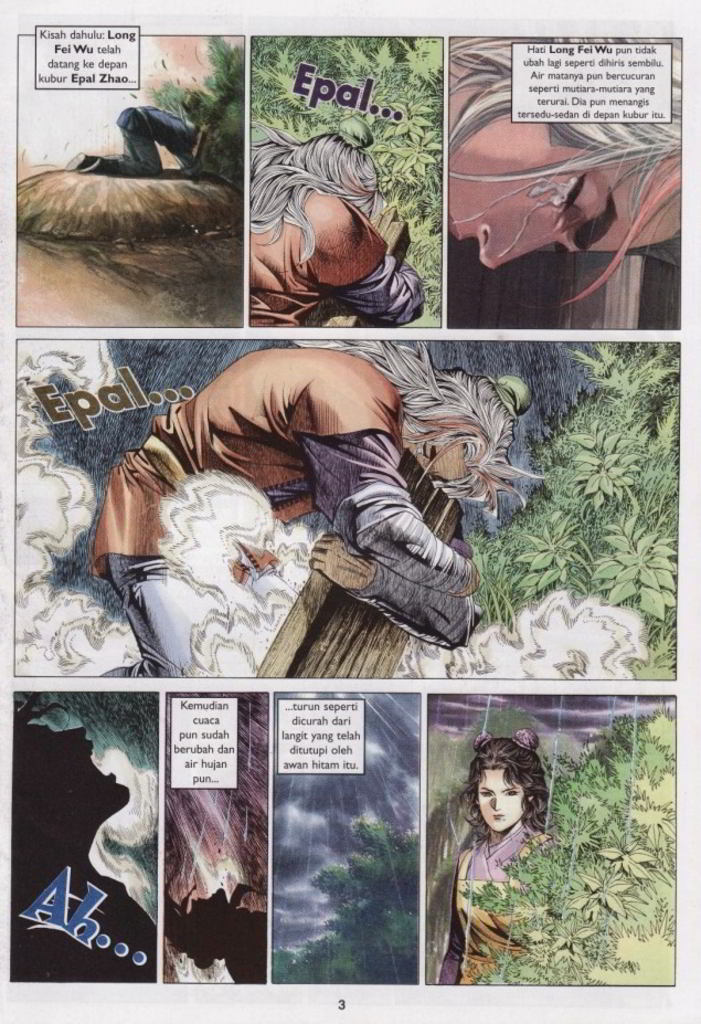 Kisah dahulu: Long
Fei Wu telah
datang ke depan
kubur Epal Zhao...
Epal...
Hati Long Fei Wu pun tidak
ubah lagi seperti dihiris sembilu.
Air matanya pun bercucuran
seperti mutiara-mutiara yang
terurai. Dia pun menangis
tersedu-sedan di depan kubur itu.
Epal...
Ah...
Kemudian
cuaca
pun sudah
berubah dan
air hujan
pun...
...turun seperti
dicurah dari
langit yang telah
ditutupi oleh
awan hitam itu.
3